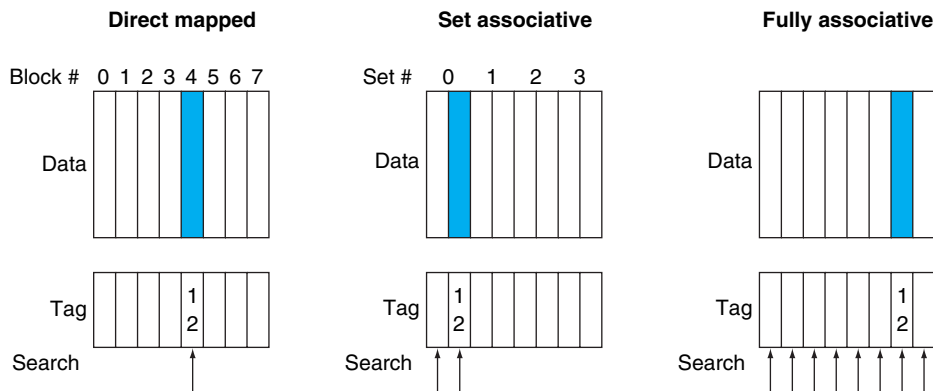 Direct mapped
Set associative
Fully associative
Block # 0 1 2 3 4 5 6 7
Set # 0 1 2 3
Data
Data
Data
Tag
1
2
Tag
1
2
Tag
1
2
Search
Search
Search